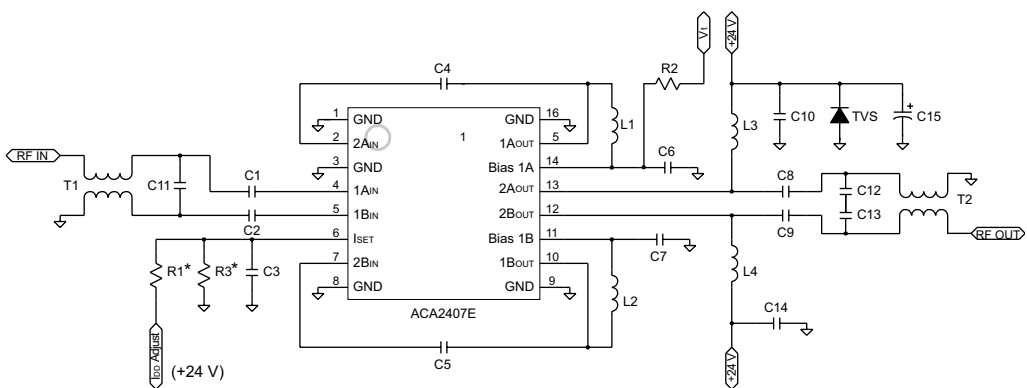 Vt
+24 V
C4
R2
1
GND
GND
16
L1
L3
C10
TVS
+
C15
2
2AIN
1
1AOUT
5
RF IN
3
GND
Bias 1A
14
C6
T1
C11
C1
4
1AIN
2AOUT
13
C8
C12
T2
5
1BIN
2BOUT
12
C13
C2
C9
RF OUT
6
ISET
Bias 1B
11
C7
R1*
R3*
C3
7
2BIN
1BOUT
10
L4
8
GND
GND
9
L2
ACA2407E
C14
IDD Adjust
(+24 V)
C5
+24 V